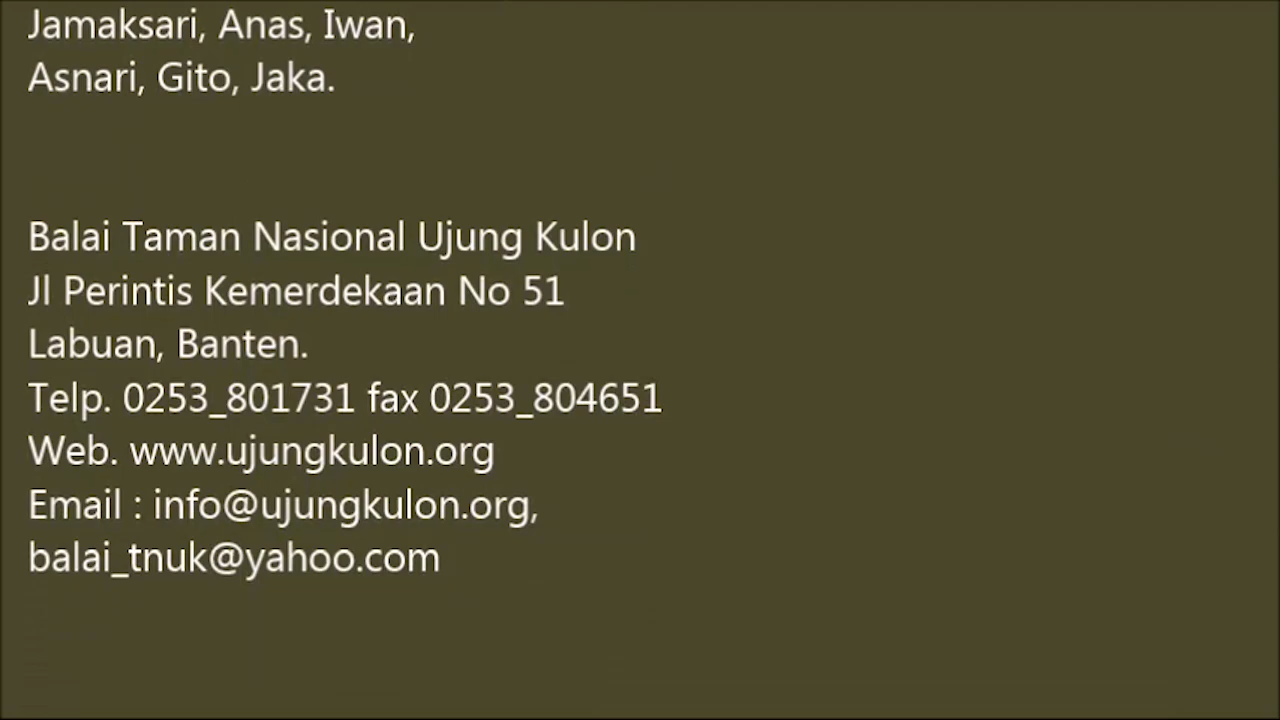 Jamaksari, Anas, Iwan,
Asnari, Gito, Jaka.
Balai Taman Nasional Ujung Kulon
Jl Perintis Kemerdekaan No 51
Labuan, Banten.
Telp. 0253_801731 fax 0253_804651
Web. www.ujungkulon.org
Email : info@ujungkulon.org,
balai_tnuk@yahoo.com